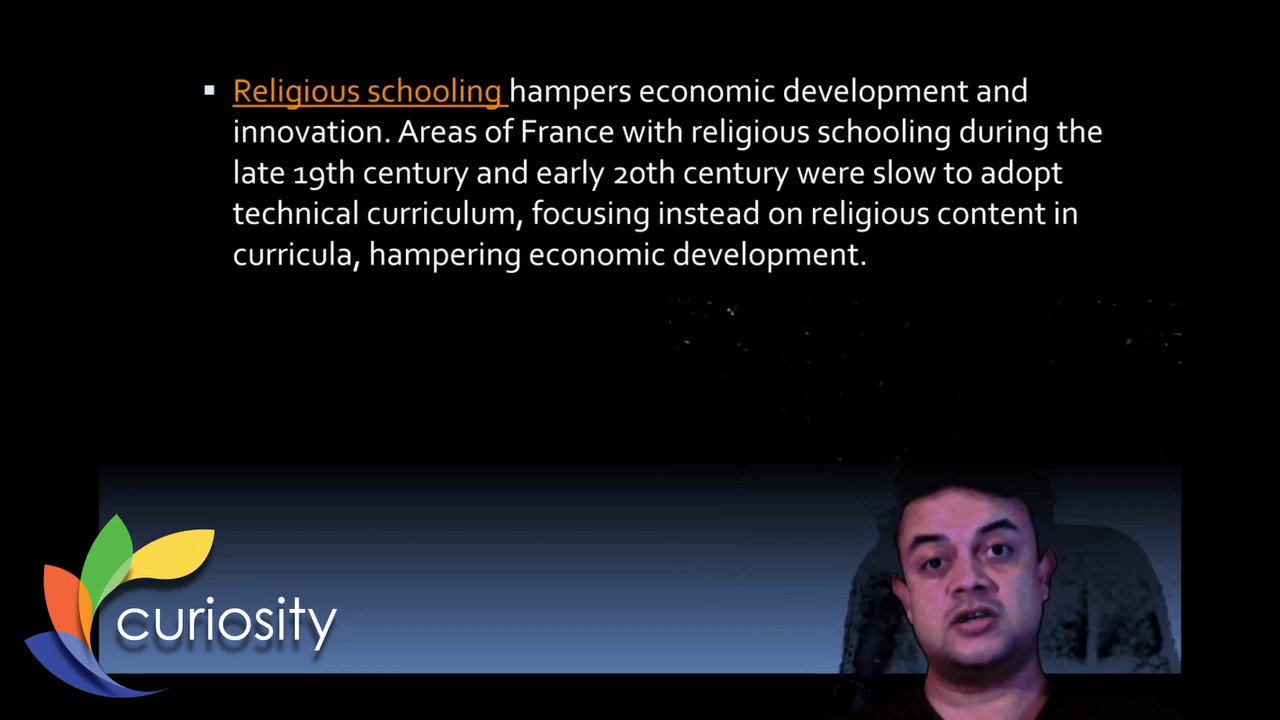 Religious schooling hampers economic development and
innovation. Areas of France with religious schooling during the
late 19th century and early 20th century were slow to adopt
technical curriculum, focusing instead on religious content in
curricula, hampering economic development.
curiosity